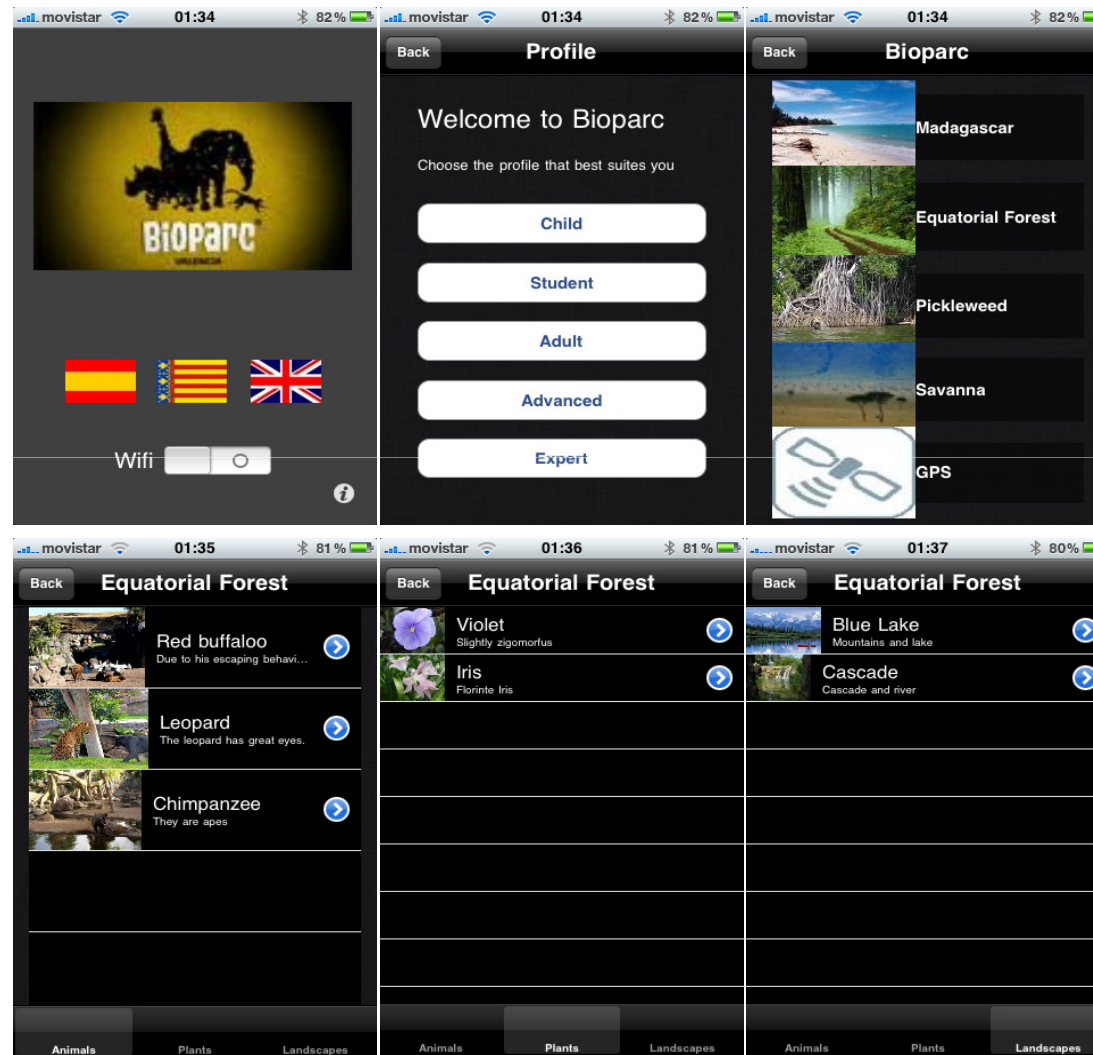 movistar 01:34 82%
Bioparc
VALENCIA
Wifi
movistar 01:34 82%
Back Profile
Welcome to Bioparc
Choose the profile that best suites you
Child
Student
Adult
Advanced
Expert
movistar 01:34 82%
Back Bioparc
Madagascar
Equatorial Forest
Pickleweed
Savanna
GPS
movistar 01:35 81%
Back Equatorial Forest
Red buffaloo
Due to his escaping behavi...
Leopard
The leopard has great eyes.
Chimpanzee
They are apes
Animals Plants Landscapes
movistar 01:36 81%
Back Equatorial Forest
Violet
Slightly zigomorfus
Iris
Florinte Iris
Animals Plants Landscapes
movistar 01:37 80%
Back Equatorial Forest
Blue Lake
Mountains and lake
Cascade
Cascade and river
Animals Plants Landscapes